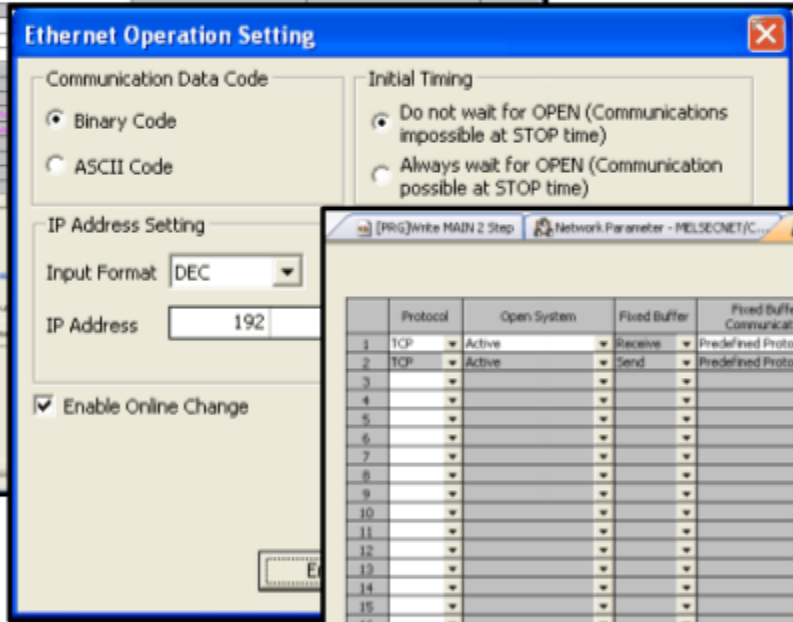 Ethernet Operation Setting
Communication Data Code
Binary Code
ASCII Code
Initial Timing
Do not wait for OPEN (Communications
impossible at STOP time)
Always wait for OPEN (Communication
possible at STOP time)
IP Address Setting
Input Format DEC
IP Address 192
Enable Online Change
[PRG]Write MAIN 2 Step
Network Parameter - MELSECNET/C...
Protocol Open System Fixed Buffer
1 TCP Active Receive Predefined
2 TCP Active Send Predefined
3
4
5
6
7
8
9
10
11
12
13
14
15